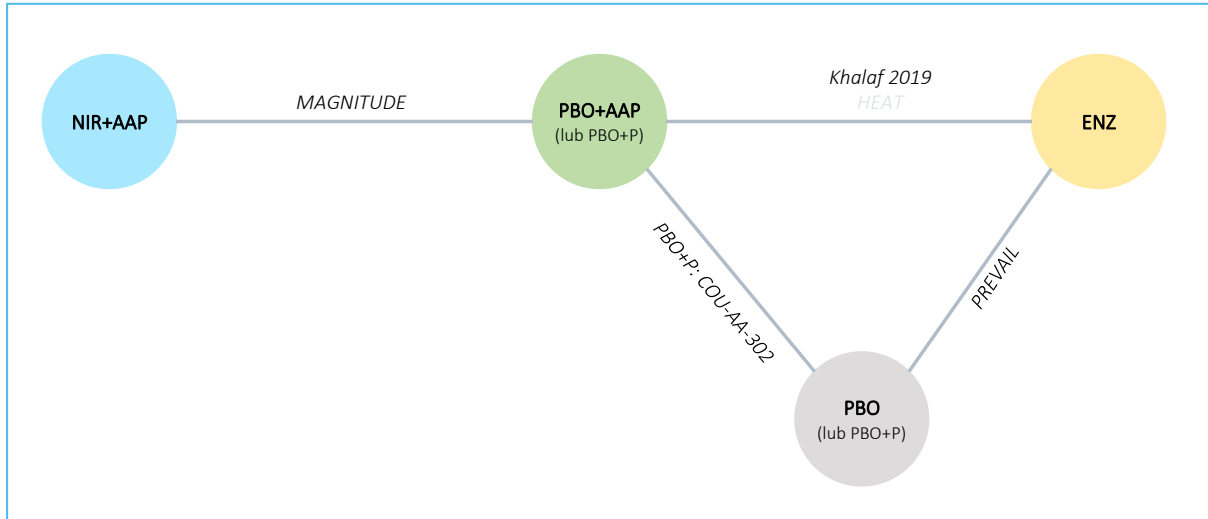 Khalaf 2019
MAGNITUDE
HEAT
NIR+AAP
PBO+AAP
(lub PBO+P)
ENZ
PBO+P: COU-AA-302
PREVAIL
PBO
(lub PBO+P)